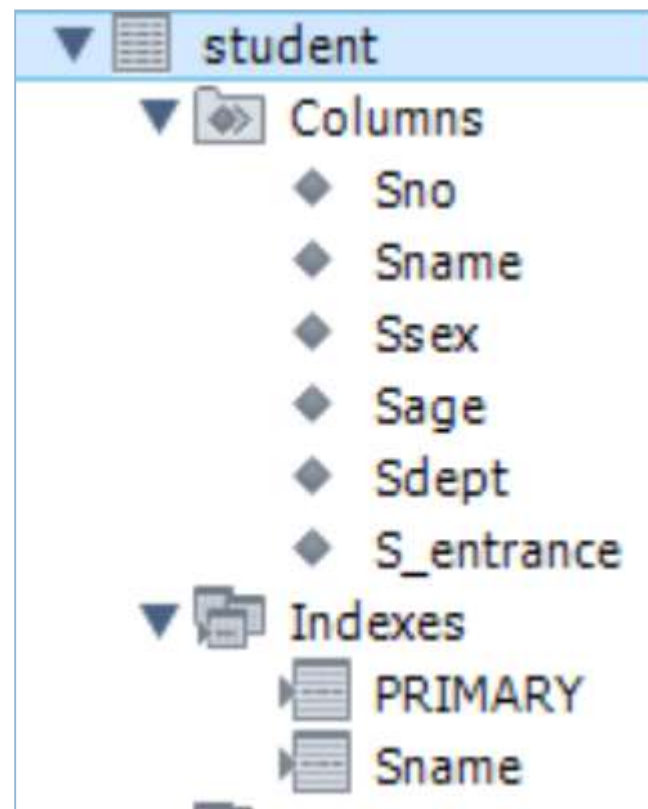 student
Columns
Sno
Sname
Ssex
Sage
Sdept
S_entrance
Indexes
PRIMARY
Sname